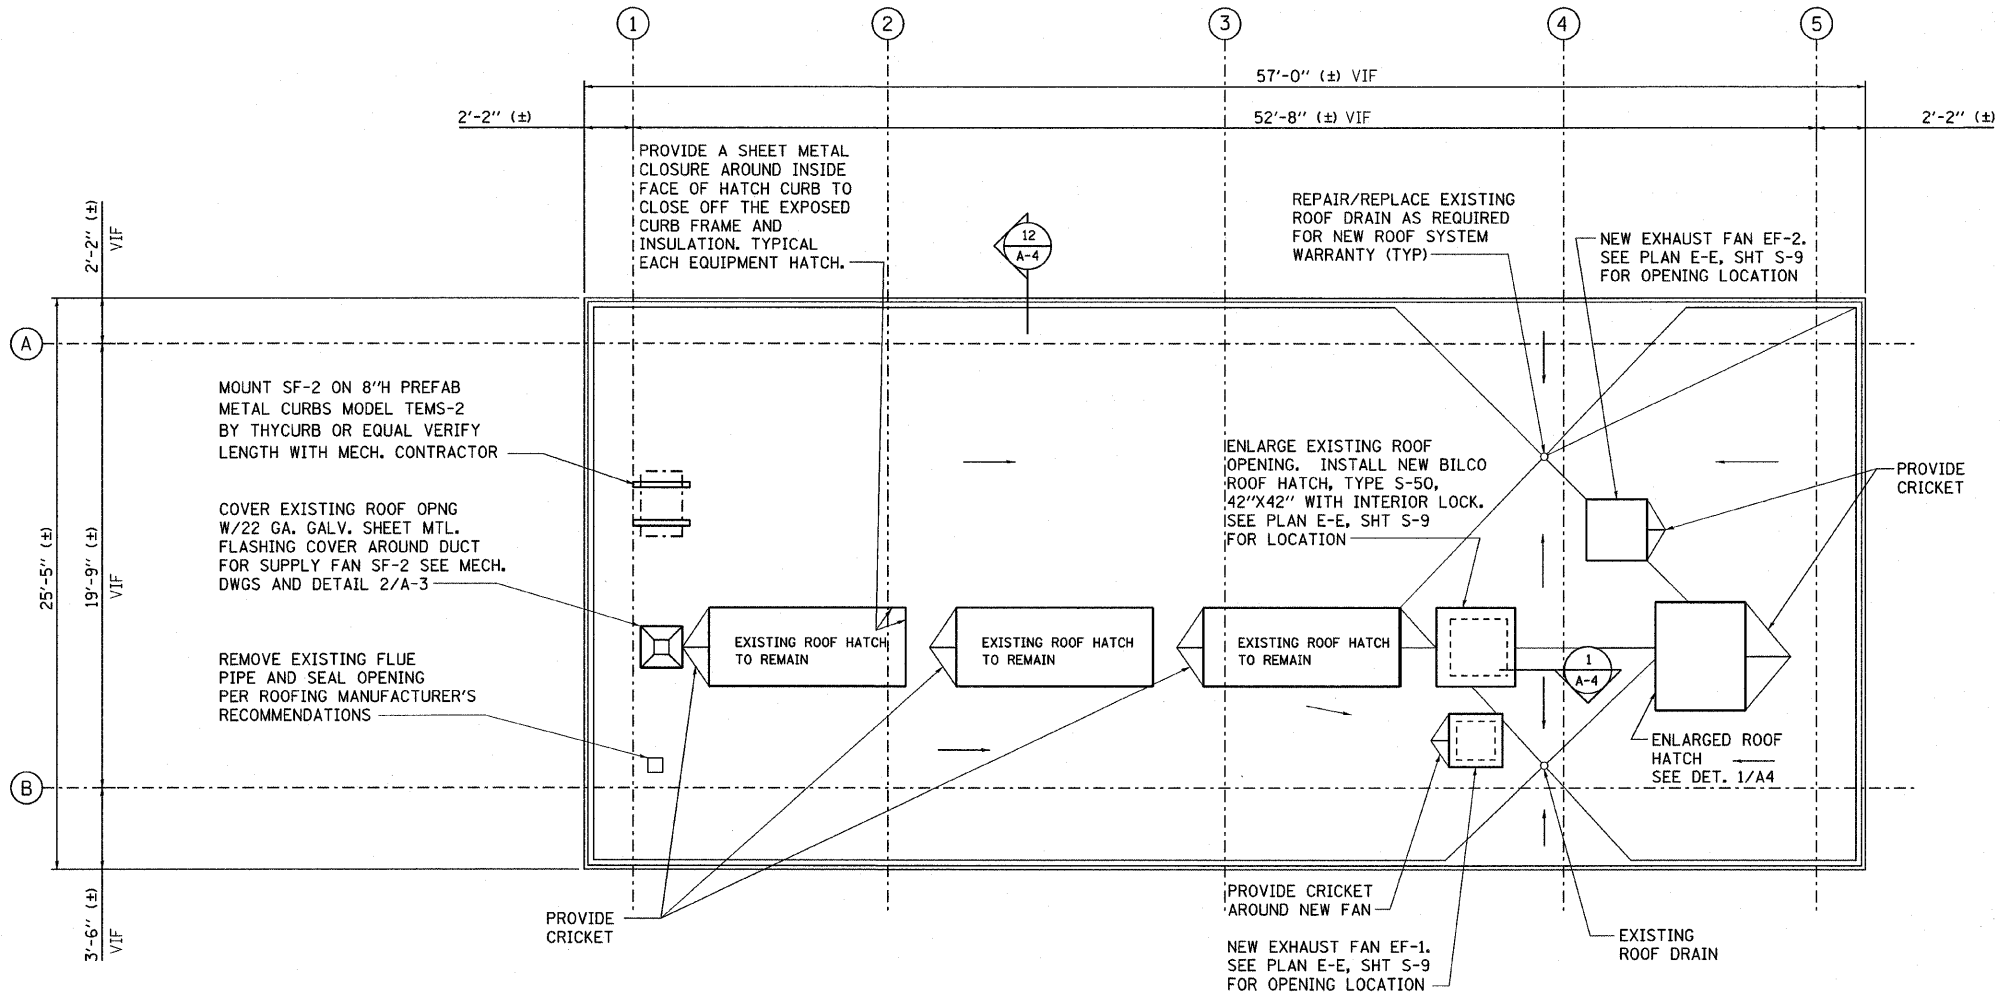 1
2
3
4
5
57'-0" (±) VIF
2'-2" (±)
52'-8" (±) VIF
2'-2" (±)
PROVIDE A SHEET METAL
CLOSURE AROUND INSIDE
FACE OF HATCH CURB TO
CLOSE OFF THE EXPOSED
CURB FRAME AND
INSULATION. TYPICAL
EACH EQUIPMENT HATCH.
12
A-4
REPAIR/REPLACE EXISTING
ROOF DRAIN AS REQUIRED
FOR NEW ROOF SYSTEM
WARRANTY (TYP)
NEW EXHAUST FAN EF-2.
SEE PLAN E-E, SHT S-9
FOR OPENING LOCATION
2'-2" (±)
VIF
A
MOUNT SF-2 ON 8"H PREFAB
METAL CURBS MODEL TEMS-2
BY THYCURB OR EQUAL VERIFY
LENGTH WITH MECH. CONTRACTOR
ENLARGE EXISTING ROOF
OPENING. INSTALL NEW BILCO
ROOF HATCH, TYPE S-50,
42"X42" WITH INTERIOR LOCK.
SEE PLAN E-E, SHT S-9
FOR LOCATION
PROVIDE
CRICKET
COVER EXISTING ROOF OPNG
W/22 GA. GALV. SHEET MTL.
FLASHING COVER AROUND DUCT
FOR SUPPLY FAN SF-2 SEE MECH.
DWGS AND DETAIL 2/A-3
25'-5" (±)
19'-9" (±)
VIF
EXISTING ROOF HATCH
TO REMAIN
EXISTING ROOF HATCH
TO REMAIN
EXISTING ROOF HATCH
TO REMAIN
1
A-4
REMOVE EXISTING FLUE
PIPE AND SEAL OPENING
PER ROOFING MANUFACTURER'S
RECOMMENDATIONS
ENLARGED ROOF
HATCH
SEE DET. 1/A4
B
3'-6" (±)
VIF
PROVIDE
CRICKET
PROVIDE CRICKET
AROUND NEW FAN
NEW EXHAUST FAN EF-1.
SEE PLAN E-E, SHT S-9
FOR OPENING LOCATION
EXISTING
ROOF DRAIN